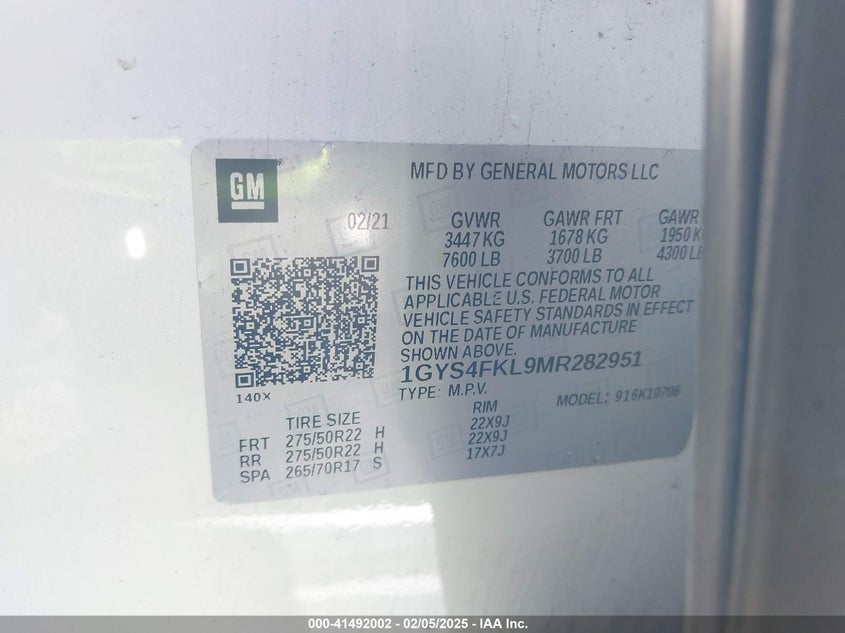 GM
MFD BY GENERAL MOTORS LLC
02/21
GVWR GAWR FRT GAWR
3447 KG 1678 KG 1950 K
7600 LB 3700 LB 4300 LB
THIS VEHICLE CONFORMS TO ALL
APPLICABLE U.S. FEDERAL MOTOR
VEHICLE SAFETY STANDARDS IN EFFECT
ON THE DATE OF MANUFACTURE
SHOWN ABOVE.
1GYS4FKL9MR282951
140X
TYPE: M.P.V. MODEL: 916K10706
TIRE SIZE RIM
FRT 275/50R22 H 22X9J
RR 275/50R22 H 22X9J
SPA 265/70R17 S 17X7J
000-41492002 - 02/05/2025 - IAA Inc.